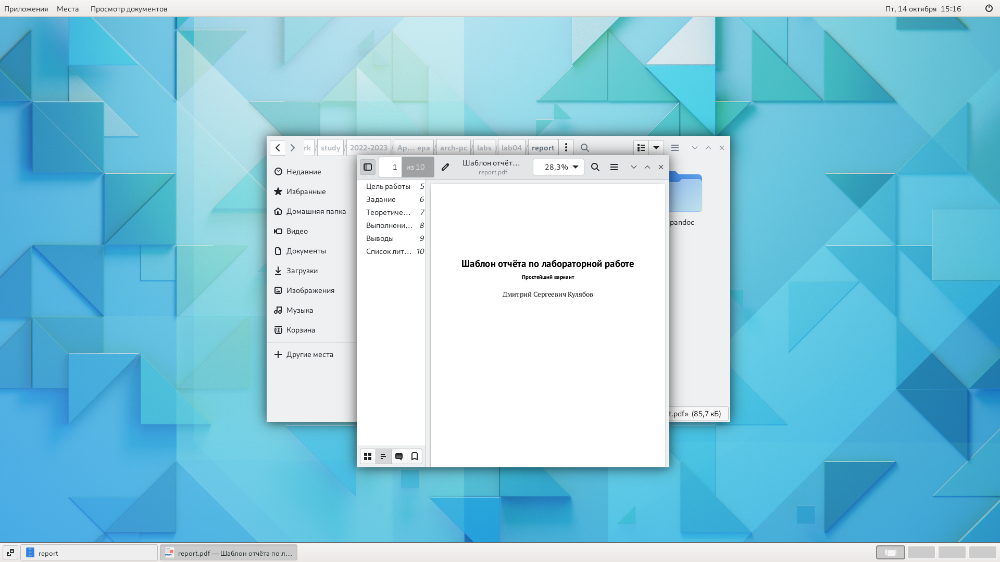 Приложения Места Просмотр документов Пт, 14 октября 15:16
rk / study / 2022-2023 / Ар… ера / arch-pc / labs / lab04 / report
Недавние
Избранные
Домашняя папка
Видео
Документы
Загрузки
Изображения
Музыка
Корзина
Другие места
1 из 10
Шаблон отчёт…
report.pdf
28,3%
Цель работы 5
Задание 6
Теоретиче… 7
Выполнени… 8
Выводы 9
Список лит… 10
Шаблон отчёта по лабораторной работе
Простейший вариант
Дмитрий Сергеевич Кулябов
pandoc
t.pdf» (85,7 кБ)
report
report.pdf — Шаблон отчёта по л…